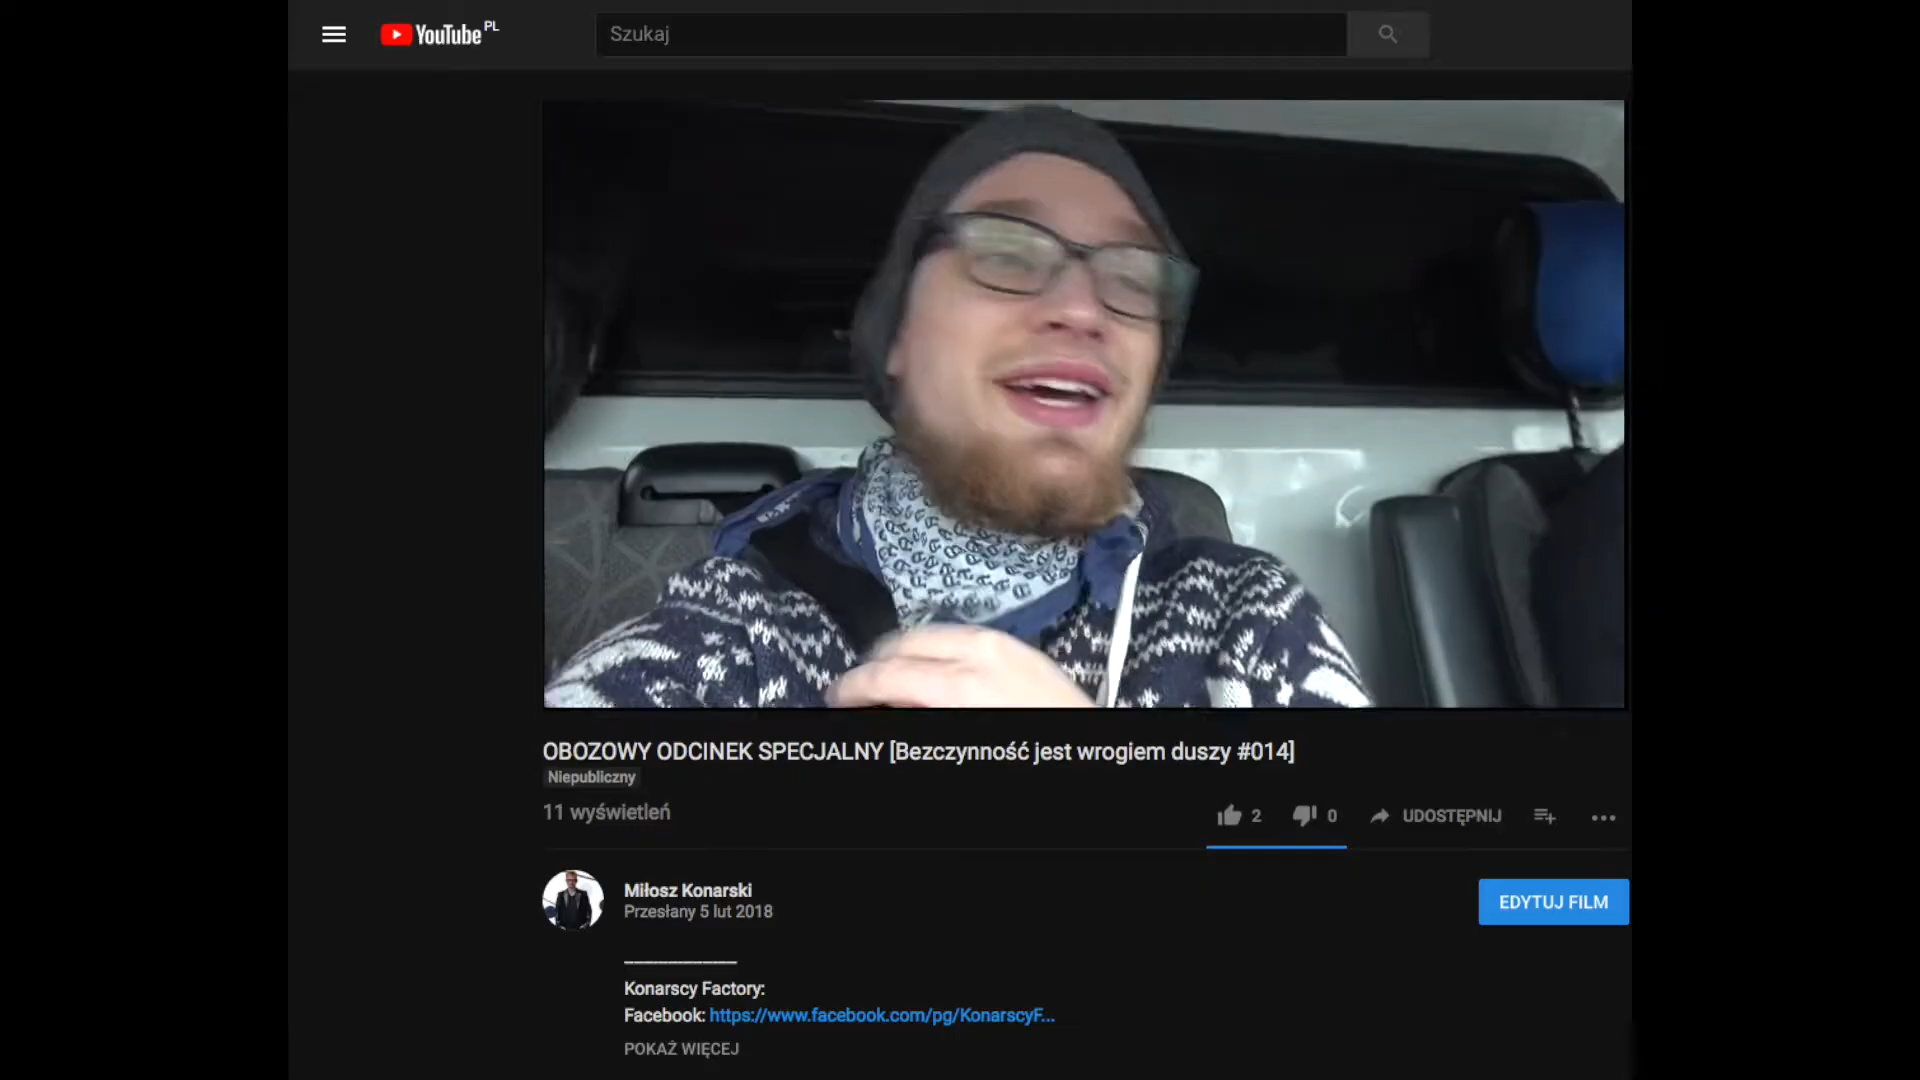 YouTube PL
Szukaj
OBOZOWY ODCINEK SPECJALNY [Bezczynność jest wrogiem duszy #014]
Niepubliczny
11 wyświetleń
2
0
UDOSTĘPNIJ
Miłosz Konarski
Przesłany 5 lut 2018
EDYTUJ FILM
Konarscy Factory:
Facebook: https://www.facebook.com/pg/KonarscyF...
POKAŻ WIĘCEJ